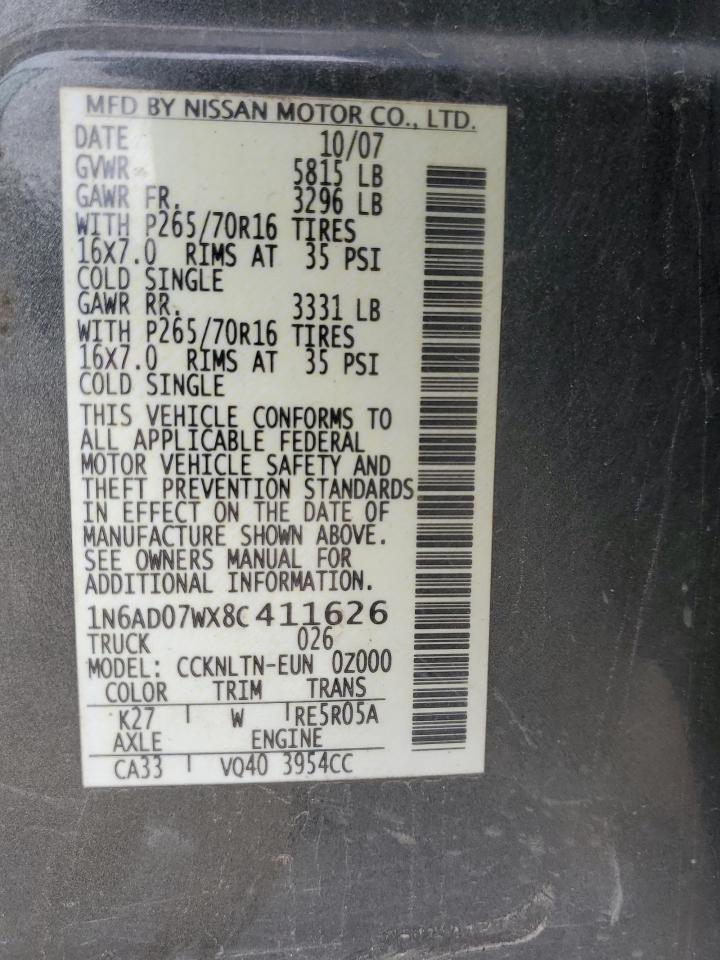 MFD BY NISSAN MOTOR CO., LTD.
DATE 10/07
GVWR 5815 LB
GAWR FR. 3296 LB
WITH P265/70R16 TIRES
16X7.0 RIMS AT 35 PSI
COLD SINGLE
GAWR RR. 3331 LB
WITH P265/70R16 TIRES
16X7.0 RIMS AT 35 PSI
COLD SINGLE
THIS VEHICLE CONFORMS TO
ALL APPLICABLE FEDERAL
MOTOR VEHICLE SAFETY AND
THEFT PREVENTION STANDARDS
IN EFFECT ON THE DATE OF
MANUFACTURE SHOWN ABOVE.
SEE OWNERS MANUAL FOR
ADDITIONAL INFORMATION.
1N6AD07WX8C411626
TRUCK 026
MODEL: CCKNLTN-EUN 0Z000
COLOR TRIM TRANS
K27 W RE5R05A
AXLE ENGINE
CA33 VQ40 3954CC